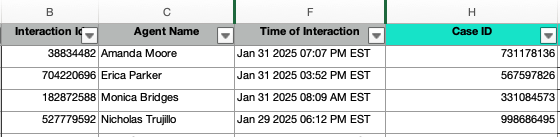 B C F H
Interaction Agent Name Time of Interaction Case ID
38834482 Amanda Moore Jan 31 2025 07:07 PM EST 731178136
704220696 Erica Parker Jan 31 2025 03:52 PM EST 567597826
182872588 Monica Bridges Jan 31 2025 08:09 AM EST 331084573
527779592 Nicholas Trujillo Jan 29 2025 06:12 PM EST 998686495